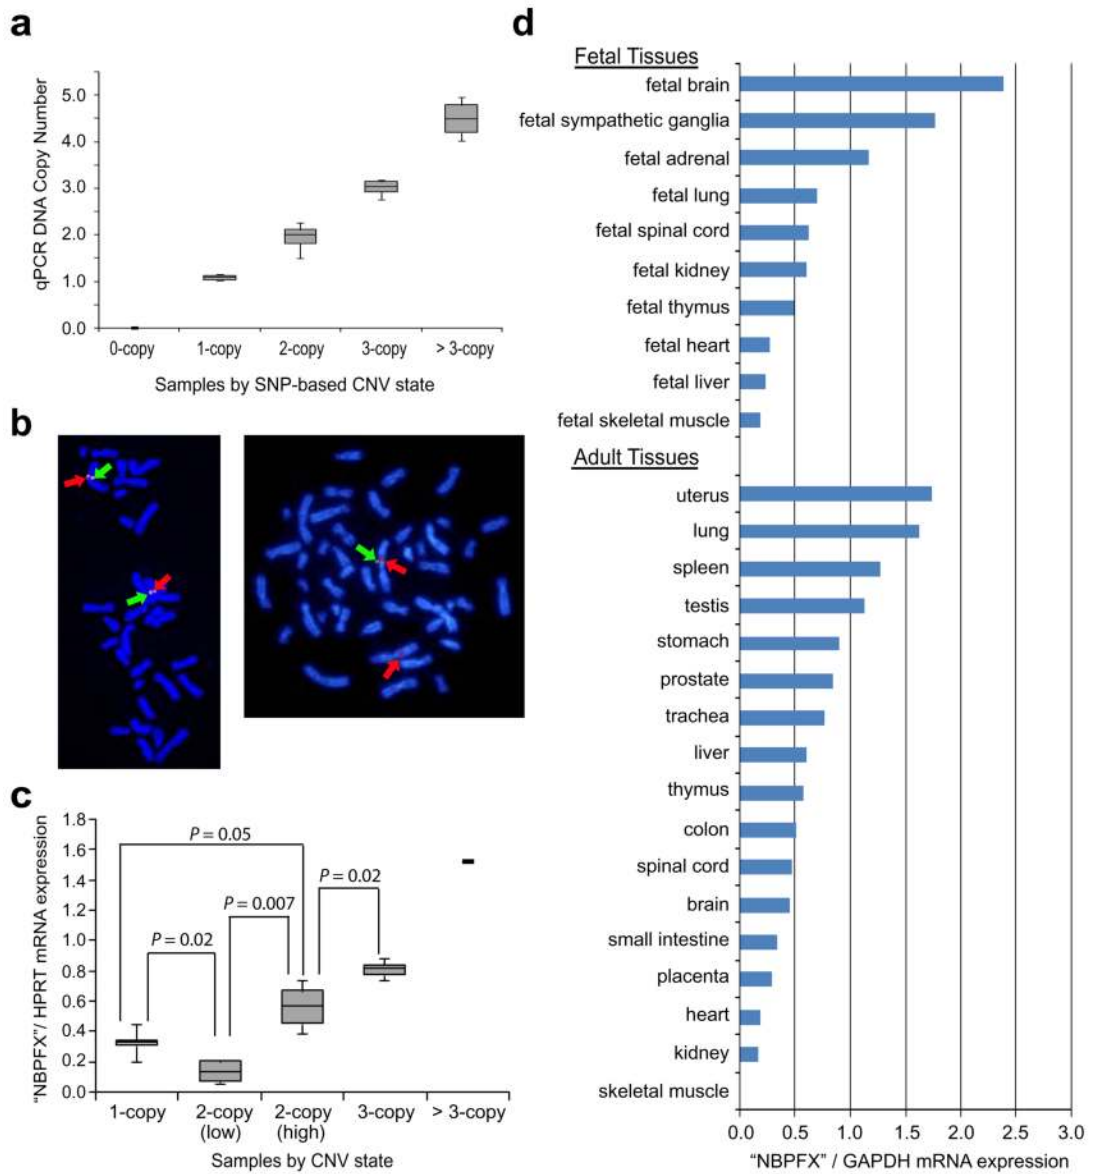 a
qPCR DNA Copy Number
5.0
4.0
3.0
2.0
1.0
0.0
0-copy 1-copy 2-copy 3-copy > 3-copy
Samples by SNP-based CNV state
b
c
"NBPFX"/ HPRT mRNA expression
1.8
1.6
1.4
1.2
1.0
0.8
0.6
0.4
0.2
0.0
P = 0.05
P = 0.02
P = 0.007
P = 0.02
1-copy 2-copy 2-copy 3-copy > 3-copy
(low) (high)
Samples by CNV state
d
Fetal Tissues
fetal brain
fetal sympathetic ganglia
fetal adrenal
fetal lung
fetal spinal cord
fetal kidney
fetal thymus
fetal heart
fetal liver
fetal skeletal muscle
Adult Tissues
uterus
lung
spleen
testis
stomach
prostate
trachea
liver
thymus
colon
spinal cord
brain
small intestine
placenta
heart
kidney
skeletal muscle
0.0 0.5 1.0 1.5 2.0 2.5 3.0
"NBPFX" / GAPDH mRNA expression